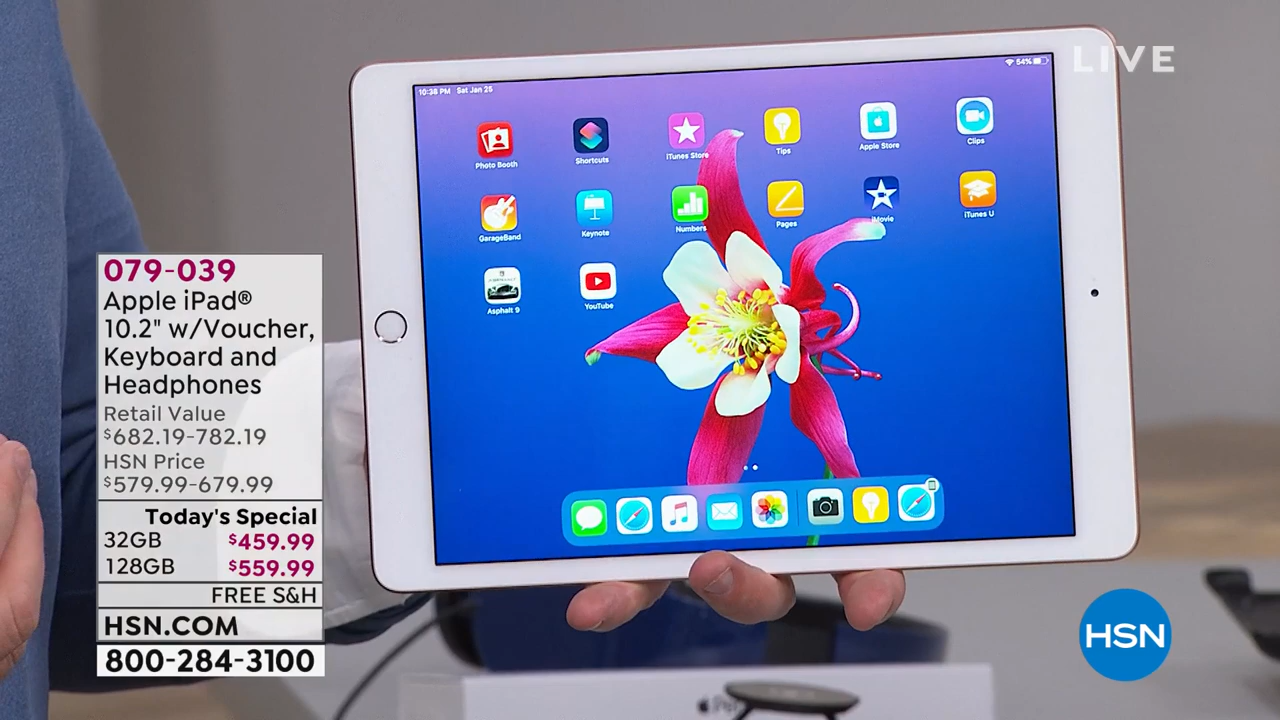 LIVE
10:38 PM Sat Jan 25
54%
Photo Booth
Shortcuts
iTunes Store
Tips
Apple Store
Clips
GarageBand
Keynote
Numbers
Pages
iMovie
iTunes U
Asphalt 9
YouTube
079-039
Apple iPad®
10.2" w/Voucher,
Keyboard and
Headphones
Retail Value
$682.19-782.19
HSN Price
$579.99-679.99
Today's Special
32GB $459.99
128GB $559.99
FREE S&H
HSN.COM
800-284-3100
HSN